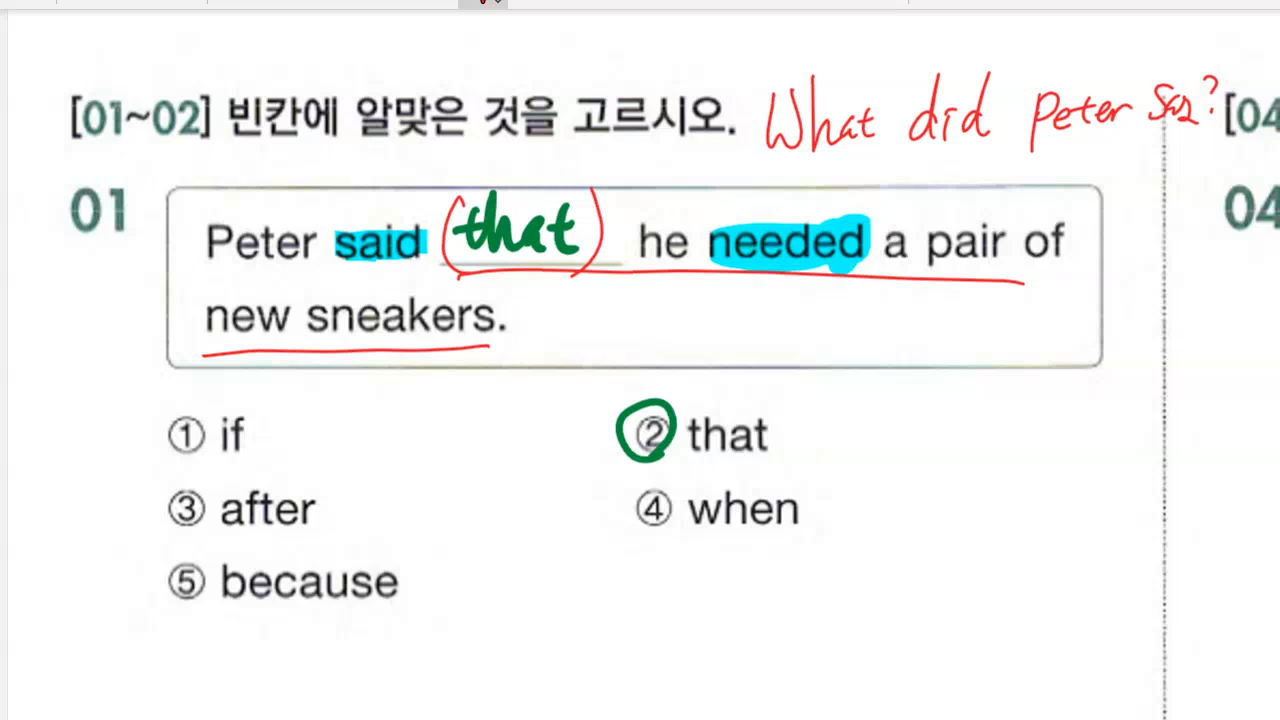 [01~02] 빈칸에 알맞은 것을 고르시오. What did Peter say?
[04
01
Peter said (that) he needed a pair of
new sneakers.
04
① if
② that
③ after
④ when
⑤ because